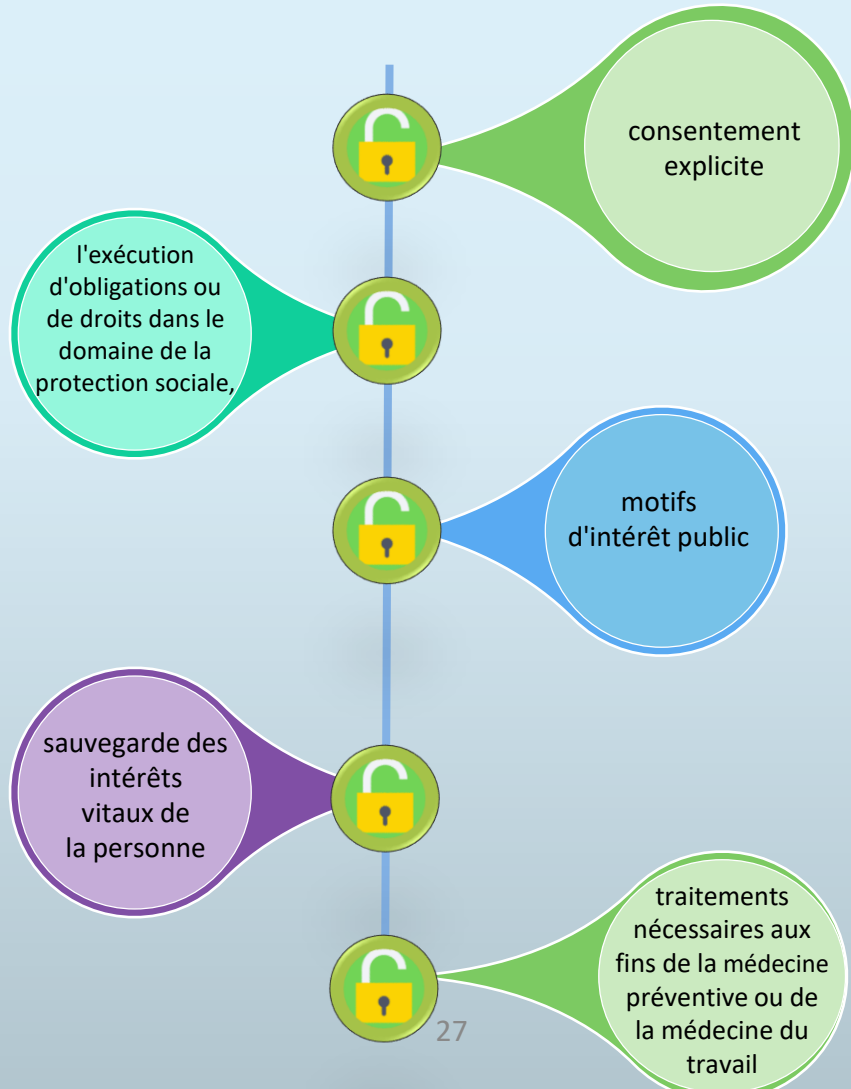 consentement
explicite
l'exécution
d'obligations ou
de droits dans le
domaine de la
protection sociale,
motifs
d'intérêt public
sauvegarde des
intérêts
vitaux de
la personne
traitements
nécessaires aux
fins de la médecine
préventive ou de
la médecine du
travail
27